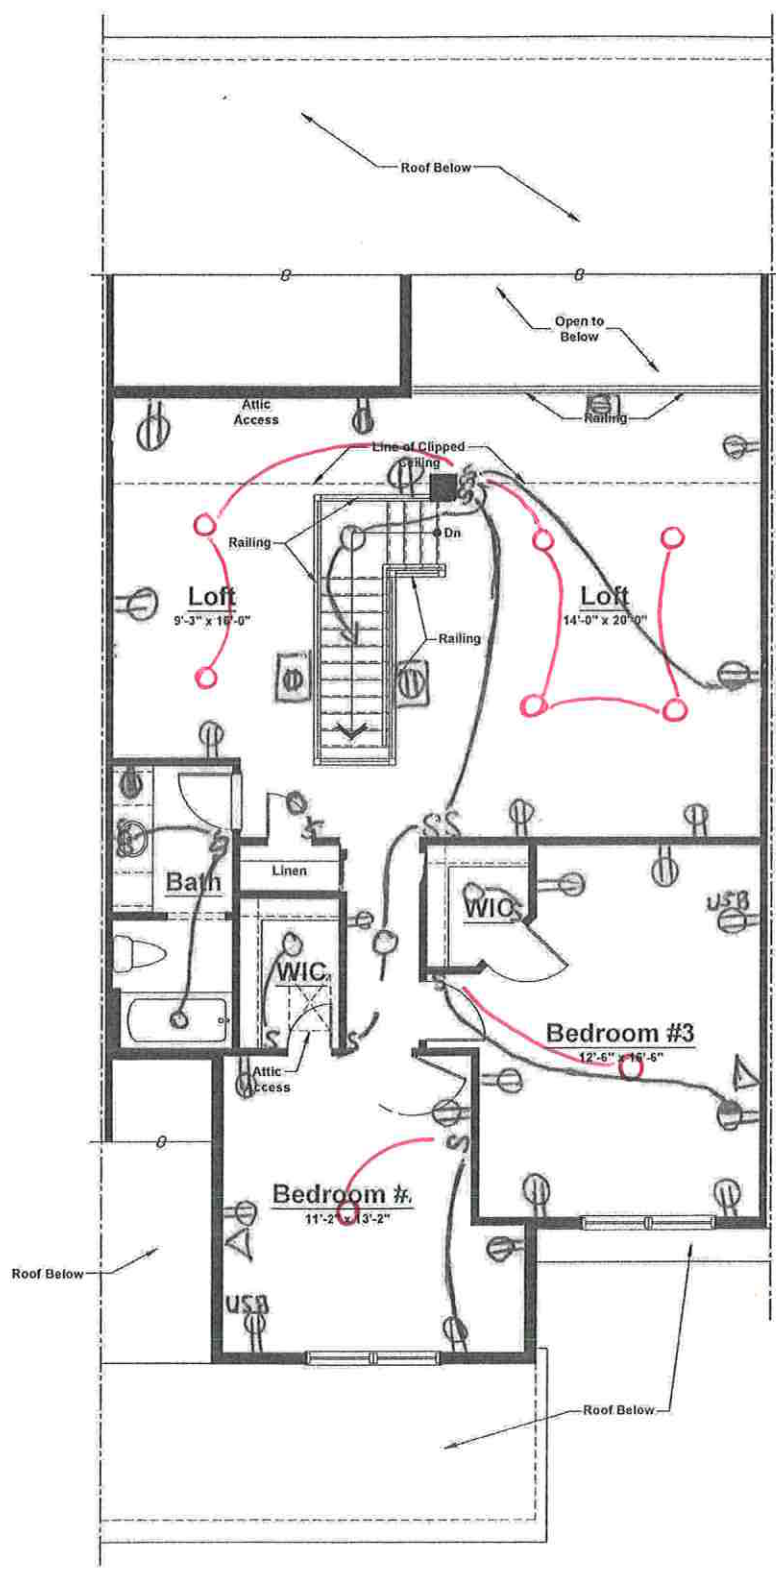 Roof Below
Open to
Below
Attic
Access
Railing
Line of Clipped
Ceiling
S
S
S
Dn
Railing
Loft
9'-3" x 16'-0"
Loft
14'-0" x 20'-0"
Railing
S
S
S S
Linen
Bath
WIC
S
USB
WIC
S
S
S
Bedroom #3
12'-6" x 16'-6"
Attic
Access
S
Bedroom #
11'-2" x 13'-2"
Roof Below
USB
Roof Below